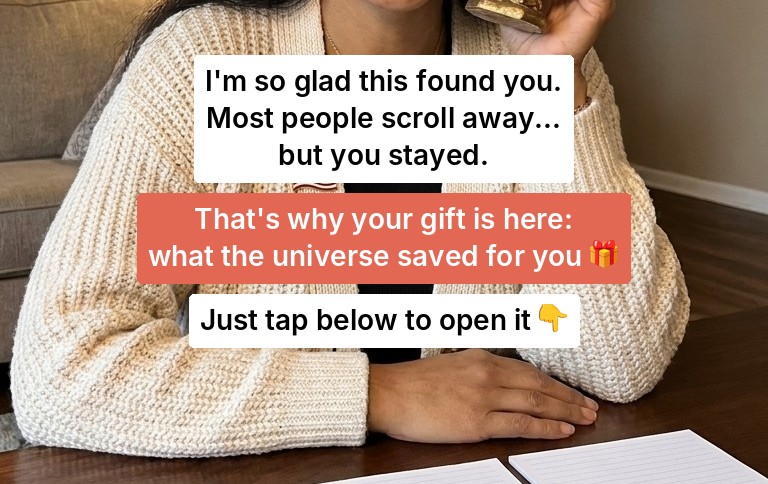 I'm so glad this found you.
Most people scroll away...
but you stayed.
That's why your gift is here:
what the universe saved for you 🎁
Just tap below to open it 👇